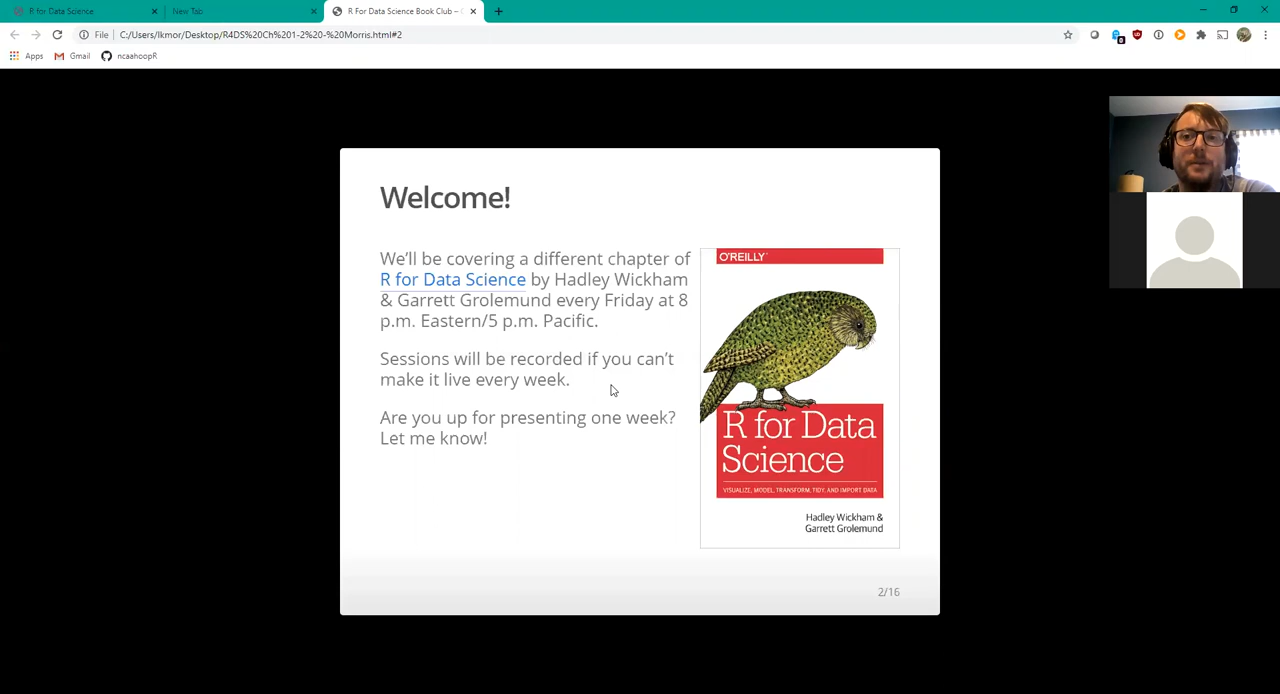 R for Data Science
New Tab
R For Data Science Book Club –
File
C:/Users/lkmor/Desktop/R4DS%20Ch%201-2%20-%20Morris.html#2
Apps
Gmail
ncaahoopR
Welcome!
We'll be covering a different chapter of
R for Data Science by Hadley Wickham
& Garrett Grolemund every Friday at 8
p.m. Eastern/5 p.m. Pacific.
Sessions will be recorded if you can't
make it live every week.
Are you up for presenting one week?
Let me know!
O'REILLY
R for Data
Science
VISUALIZE, MODEL, TRANSFORM, TIDY, AND IMPORT DATA
Hadley Wickham &
Garrett Grolemund
2/16